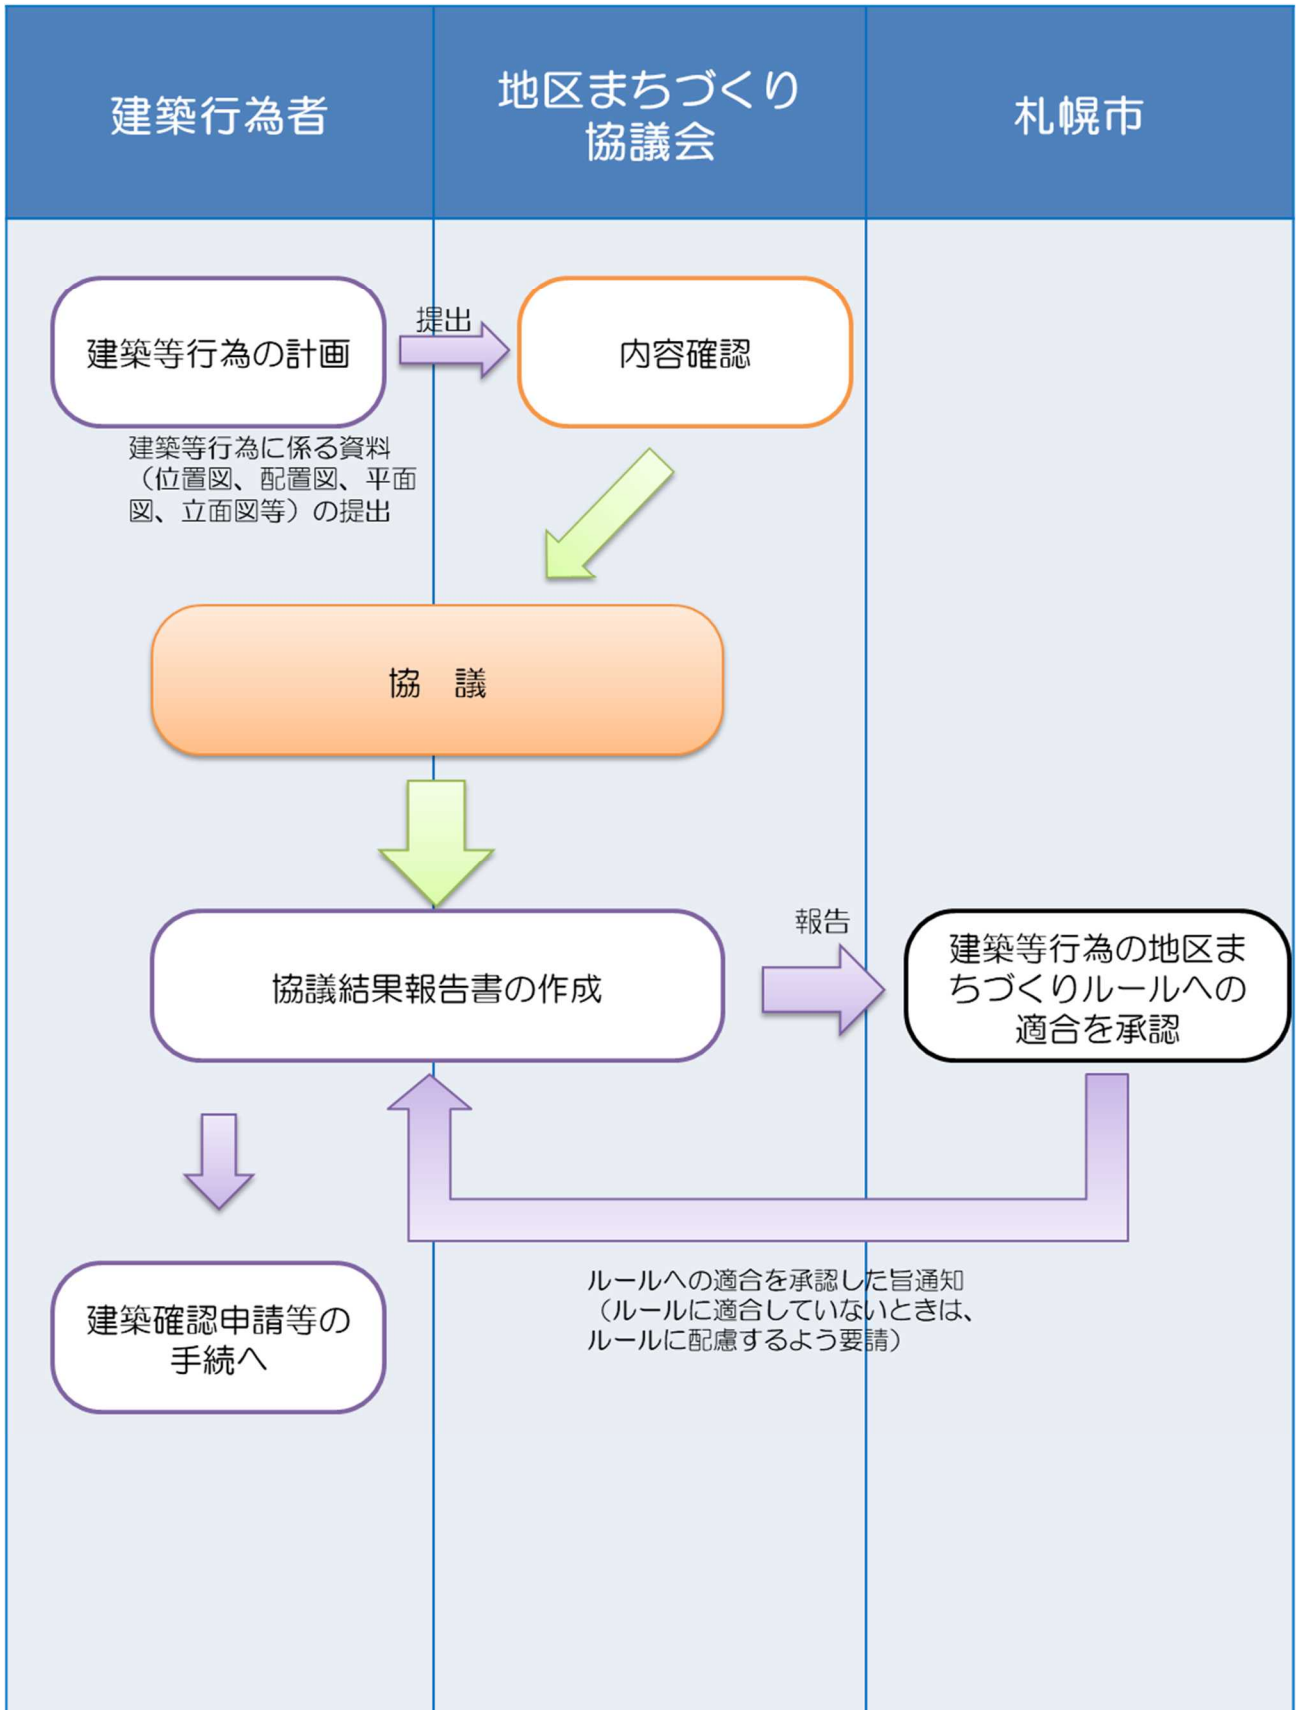 建築行為者
地区まちづくり
協議会
札幌市
建築等行為の計画
提出
内容確認
建築等行為に係る資料
（位置図、配置図、平面
図、立面図等）の提出
協　議
協議結果報告書の作成
報告
建築等行為の地区ま
ちづくりルールへの
適合を承認
ルールへの適合を承認した旨通知
（ルールに適合していないときは、
ルールに配慮するよう要請）
建築確認申請等の
手続へ